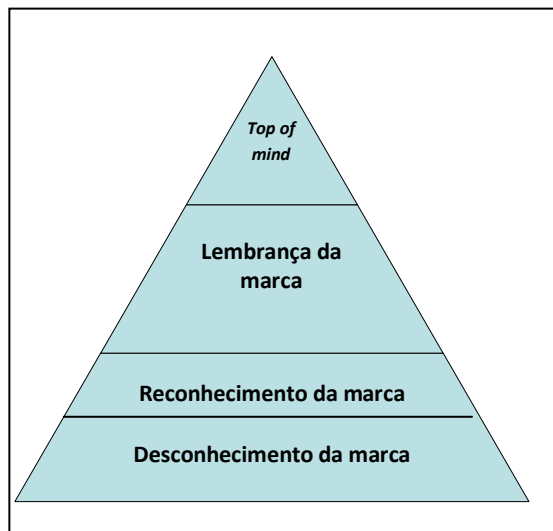 Top of
mind
Lembrança da
marca
Reconhecimento da marca
Desconhecimento da marca